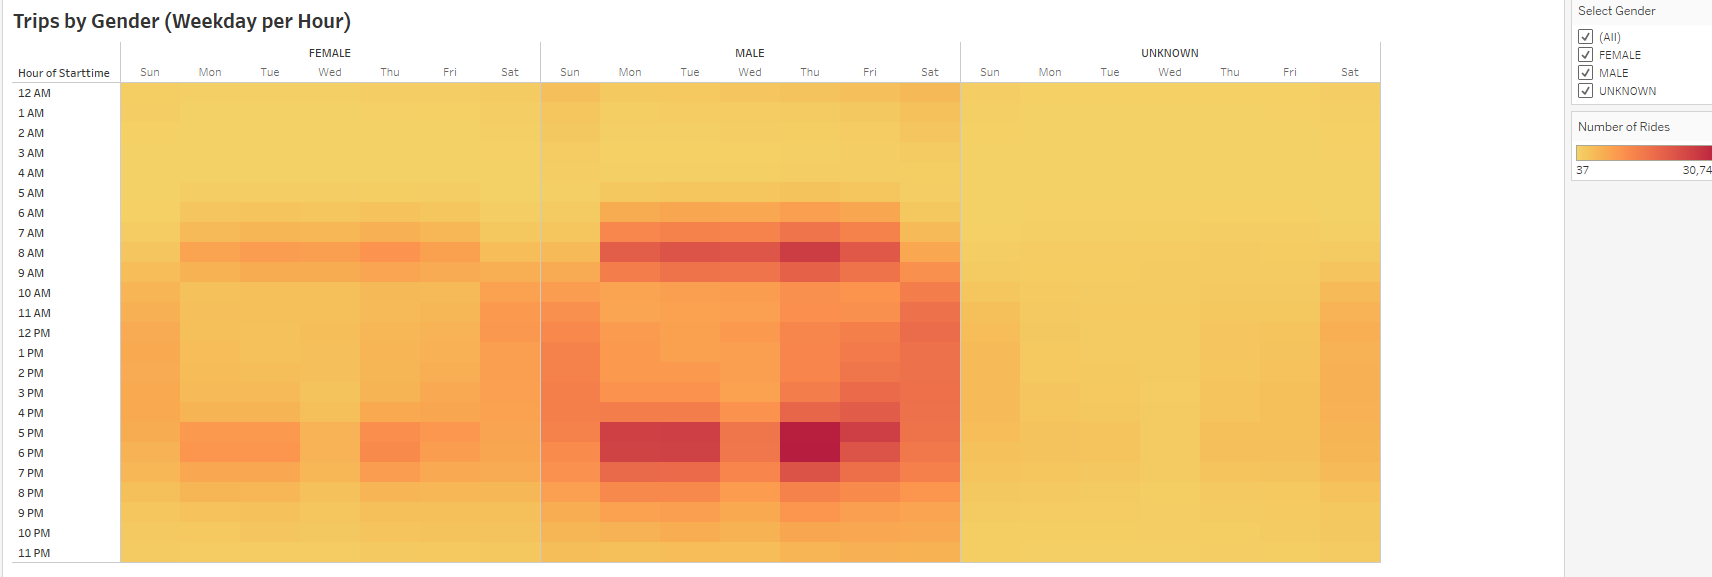 Trips by Gender (Weekday per Hour)
FEMALE MALE UNKNOWN
Hour of Starttime Sun Mon Tue Wed Thu Fri Sat Sun Mon Tue Wed Thu Fri Sat Sun Mon Tue Wed Thu Fri Sat
12 AM
1 AM
2 AM
3 AM
4 AM
5 AM
6 AM
7 AM
8 AM
9 AM
10 AM
11 AM
12 PM
1 PM
2 PM
3 PM
4 PM
5 PM
6 PM
7 PM
8 PM
9 PM
10 PM
11 PM
Select Gender
(All)
FEMALE
MALE
UNKNOWN
Number of Rides
37 30,74